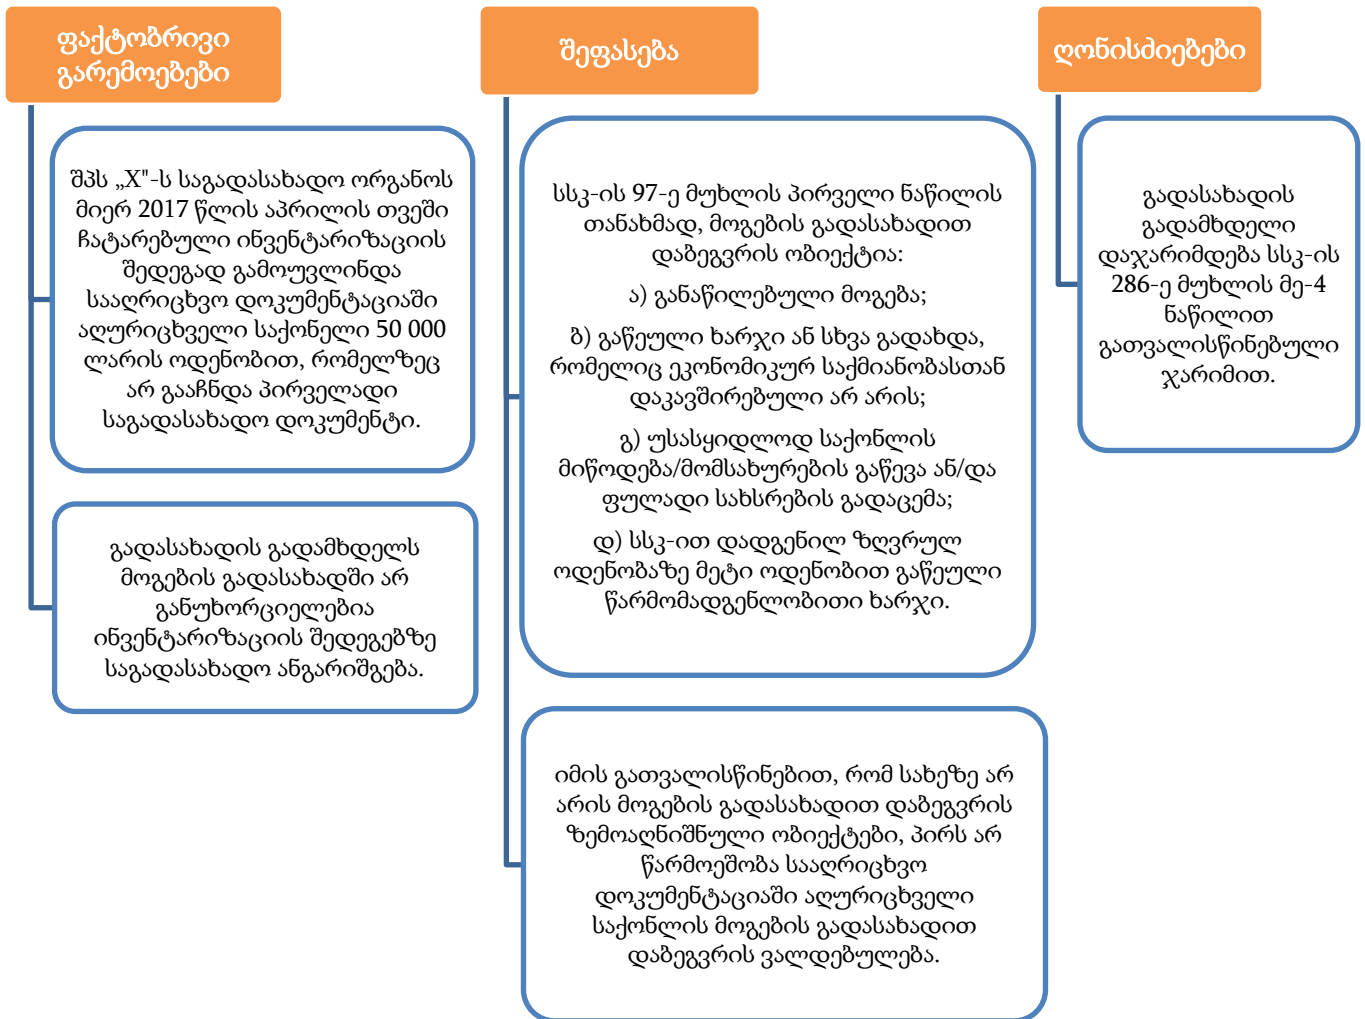 ფაქტობრივი
გარემოებები
შპს „X"-ს საგადასახადო ორგანოს
მიერ 2017 წლის აპრილის თვეში
ჩატარებული ინვენტარიზაციის
შედეგად გამოუვლინდა
სააღრიცხვო დოკუმენტაციაში
აღურიცხველი საქონელი 50 000
ლარის ოდენობით, რომელზეც
არ გააჩნდა პირველადი
საგადასახადო დოკუმენტი.
გადასახადის გადამხდელს
მოგების გადასახადში არ
განუხორციელებია
ინვენტარიზაციის შედეგებზე
საგადასახადო ანგარიშგება.
შეფასება
სსკ-ის 97-ე მუხლის პირველი ნაწილის
თანახმად, მოგების გადასახადით
დაბეგვრის ობიექტია:
ა) განაწილებული მოგება;
ბ) გაწეული ხარჯი ან სხვა გადახდა,
რომელიც ეკონომიკურ საქმიანობასთან
დაკავშირებული არ არის;
გ) უსასყიდლოდ საქონლის
მიწოდება/მომსახურების გაწევა ან/და
ფულადი სახსრების გადაცემა;
დ) სსკ-ით დადგენილ ზღვრულ
ოდენობაზე მეტი ოდენობით გაწეული
წარმომადგენლობითი ხარჯი.
იმის გათვალისწინებით, რომ სახეზე არ
არის მოგების გადასახადით დაბეგვრის
ზემოაღნიშნული ობიექტები, პირს არ
წარმოეშობა სააღრიცხვო
დოკუმენტაციაში აღურიცხველი
საქონლის მოგების გადასახადით
დაბეგვრის ვალდებულება.
ღონისძიებები
გადასახადის
გადამხდელი
დაჯარიმდება სსკ-ის
286-ე მუხლის მე-4
ნაწილით
გათვალისწინებული
ჯარიმით.